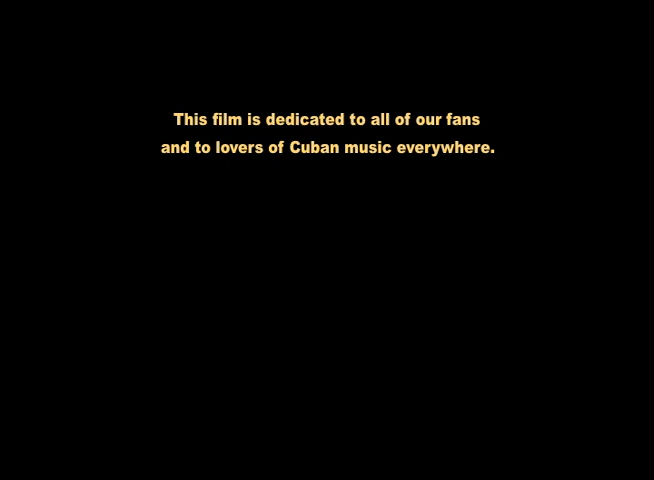 This film is dedicated to all of our fans
and to lovers of Cuban music everywhere.